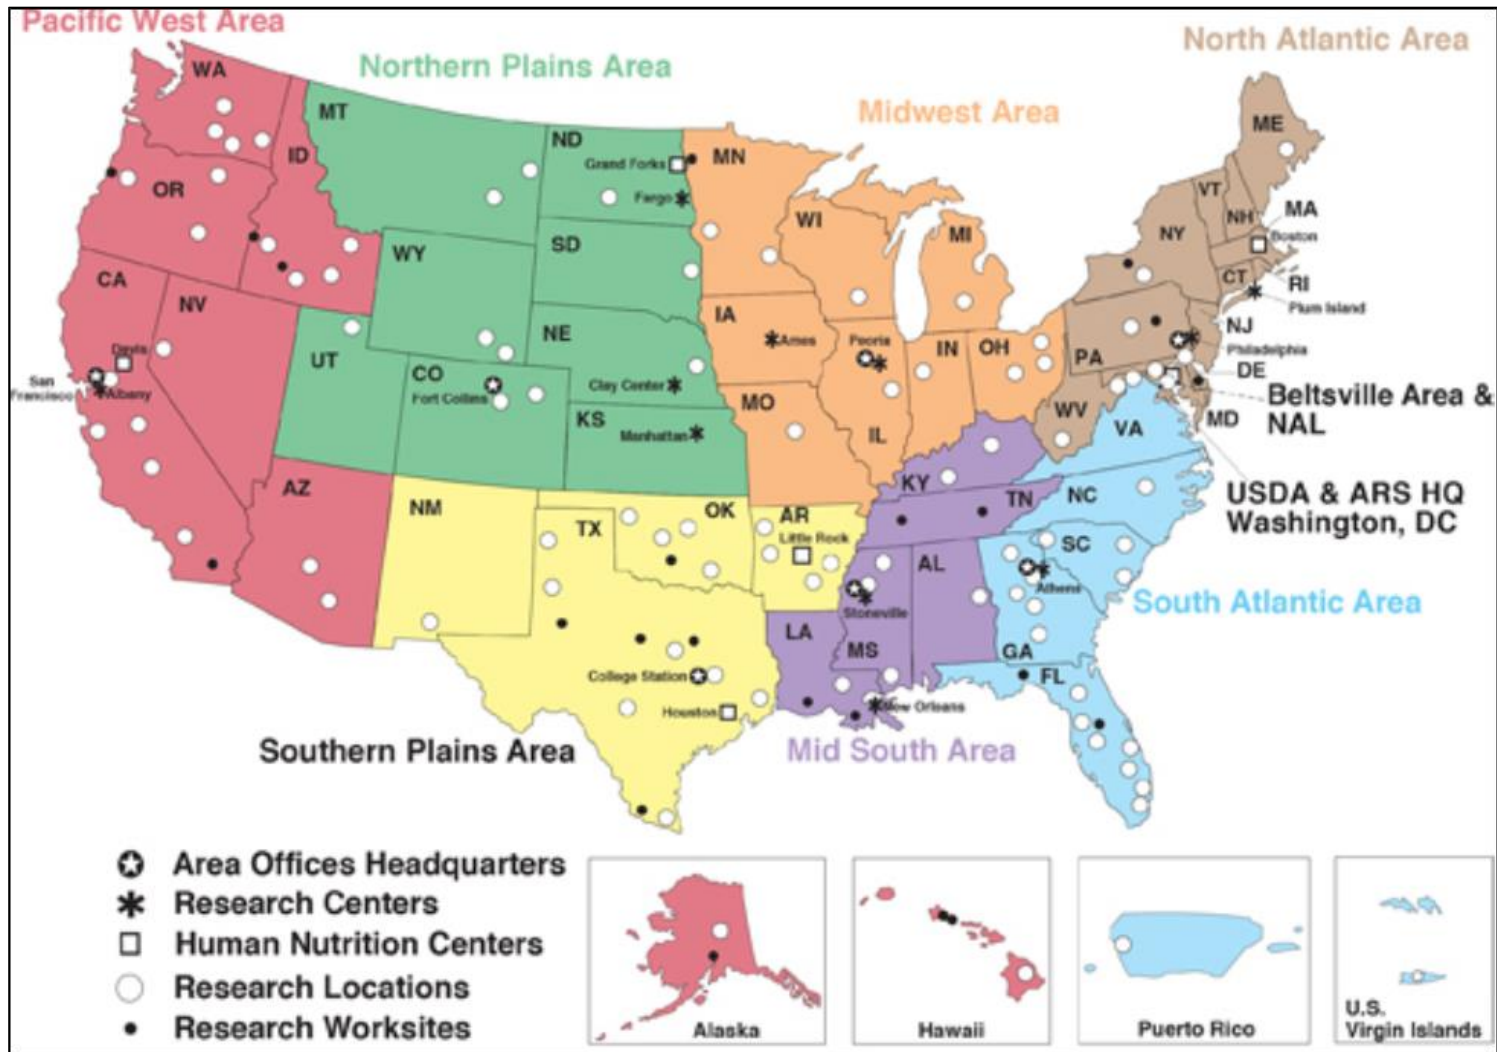 Pacific West Area
North Atlantic Area
Northern Plains Area
Midwest Area
WA
MT
ND
Grand Forks
Fargo
MN
ME
ID
OR
WI
MI
VT
NH
MA
Boston
NY
WY
SD
CA
NV
CT
RI
Plum Island
IA
Ames
NE
Peoria
IN
OH
NJ
Philadelphia
PA
Davis
UT
CO
Fort Collins
Clay Center
DE
San
Francisco
Albany
MO
KS
Manhattan
IL
WV
MD
VA
Beltsville Area &
NAL
AZ
NM
KY
TN
NC
USDA & ARS HQ
Washington, DC
TX
OK
AR
Little Rock
SC
AL
Athens
Stoneville
South Atlantic Area
LA
MS
GA
FL
College Station
Houston
New Orleans
Southern Plains Area
Mid South Area
Area Offices Headquarters
Research Centers
Human Nutrition Centers
Research Locations
Research Worksites
Alaska
Hawaii
Puerto Rico
U.S.
Virgin Islands